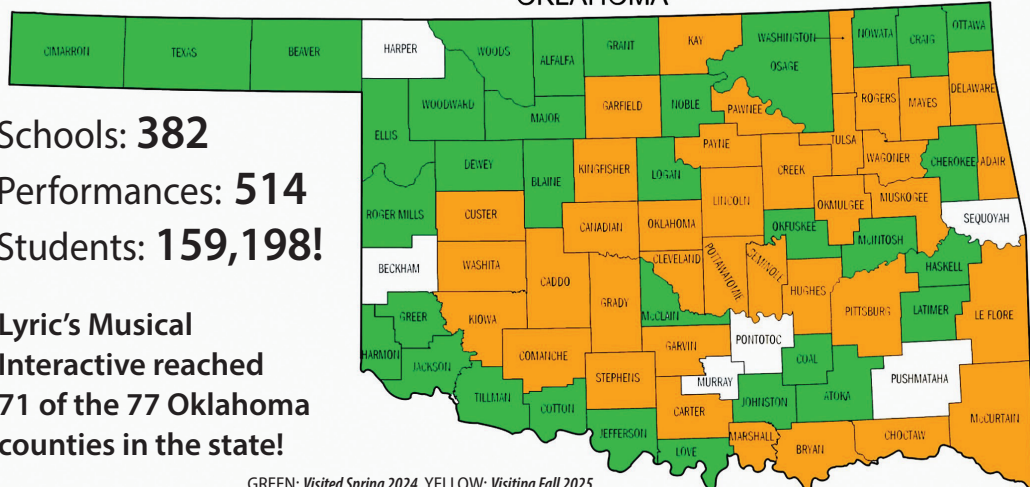 OKLAHOMA
CIMARRON TEXAS BEAVER HARPER WOODS ALFALFA GRANT KAY WASHINGTON OSAGE NOWATA CRAIG OTTAWA
WOODWARD MAJOR GARFIELD NOBLE PAWNEE ROGERS MAYES DELAWARE
ELLIS DEWEY BLAINE KINGFISHER LOGAN PAYNE CREEK TULSA WAGONER CHEROKEE ADAIR
ROGER MILLS CUSTER CANADIAN OKLAHOMA LINCOLN OKMULGEE MUSKOGEE SEQUOYAH
BECKHAM WASHITA CADDO GRADY CLEVELAND POTTAWATOMIE SEMINOLE OKFUSKEE McINTOSH HASKELL
GREER KIOWA McCLAIN HUGHES PITTSBURG LATIMER LE FLORE
HARMON JACKSON COMANCHE STEPHENS GARVIN PONTOTOC COAL
TILLMAN COTTON MURRAY JOHNSTON ATOKA PUSHMATAHA McCURTAIN
JEFFERSON CARTER LOVE MARSHALL BRYAN CHOCTAW
Schools: 382
Performances: 514
Students: 159,198!
Lyric's Musical
Interactive reached
71 of the 77 Oklahoma
counties in the state!
GREEN: Visited Spring 2024 YELLOW: Visiting Fall 2025